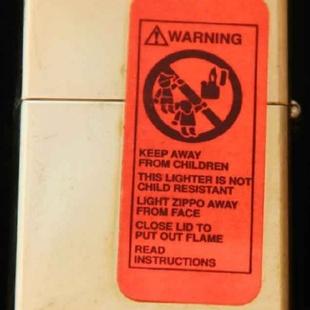 WARNING
KEEP AWAY
FROM CHILDREN
THIS LIGHTER IS NOT
CHILD RESISTANT
LIGHT ZIPPO AWAY
FROM FACE
CLOSE LID TO
PUT OUT FLAME
READ
INSTRUCTIONS